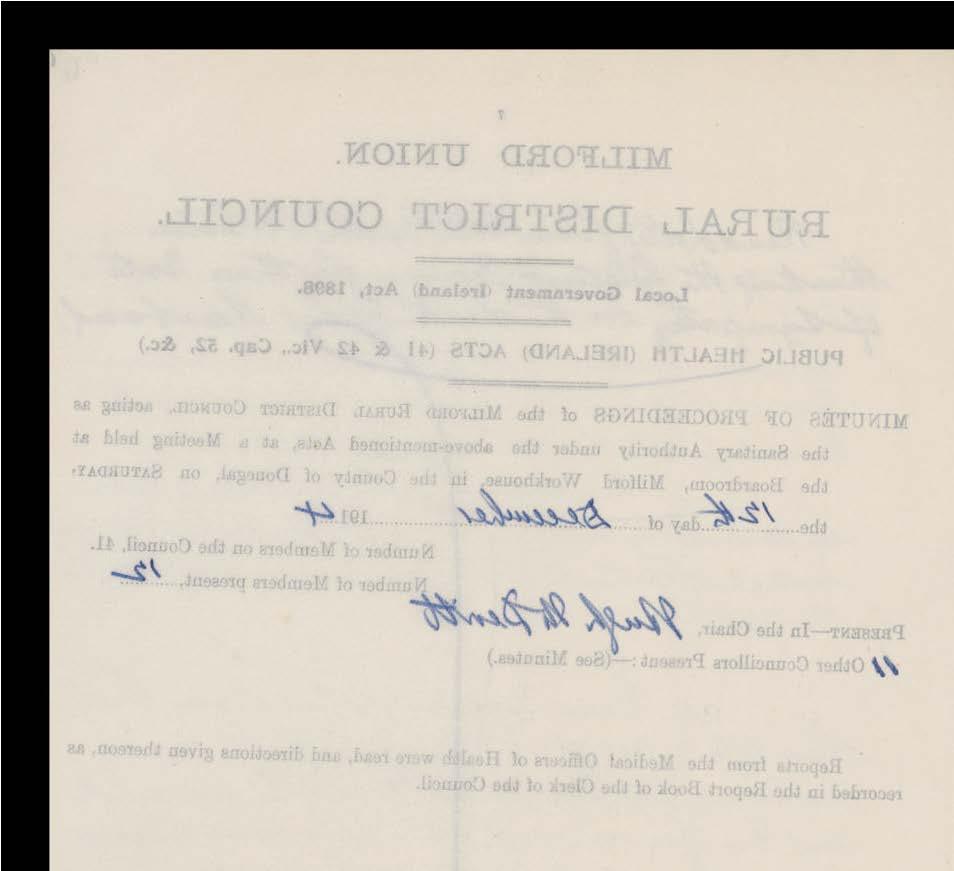 7
MILFORD UNION.
RURAL DISTRICT COUNCIL.
Local Government (Ireland) Act, 1898.
PUBLIC HEALTH (IRELAND) ACTS (41 & 42 Vic., Cap. 52, &c.)
MINUTES OF PROCEEDINGS of the MILFORD RURAL DISTRICT COUNCIL, acting as
the Sanitary Authority under the above-mentioned Acts, at a Meeting held at
the Boardroom, Milford Workhouse, in the County of Donegal, on SATURDAY,
the 12th day of December 1914
Number of Members on the Council, 41.
Number of Members present, 12
PRESENT—In the Chair, Hugh McDevitt
11 Other Councillors Present:—(See Minutes.)
Reports from the Medical Officers of Health were read, and directions given thereon, as
recorded in the Report Book of the Clerk of the Council.